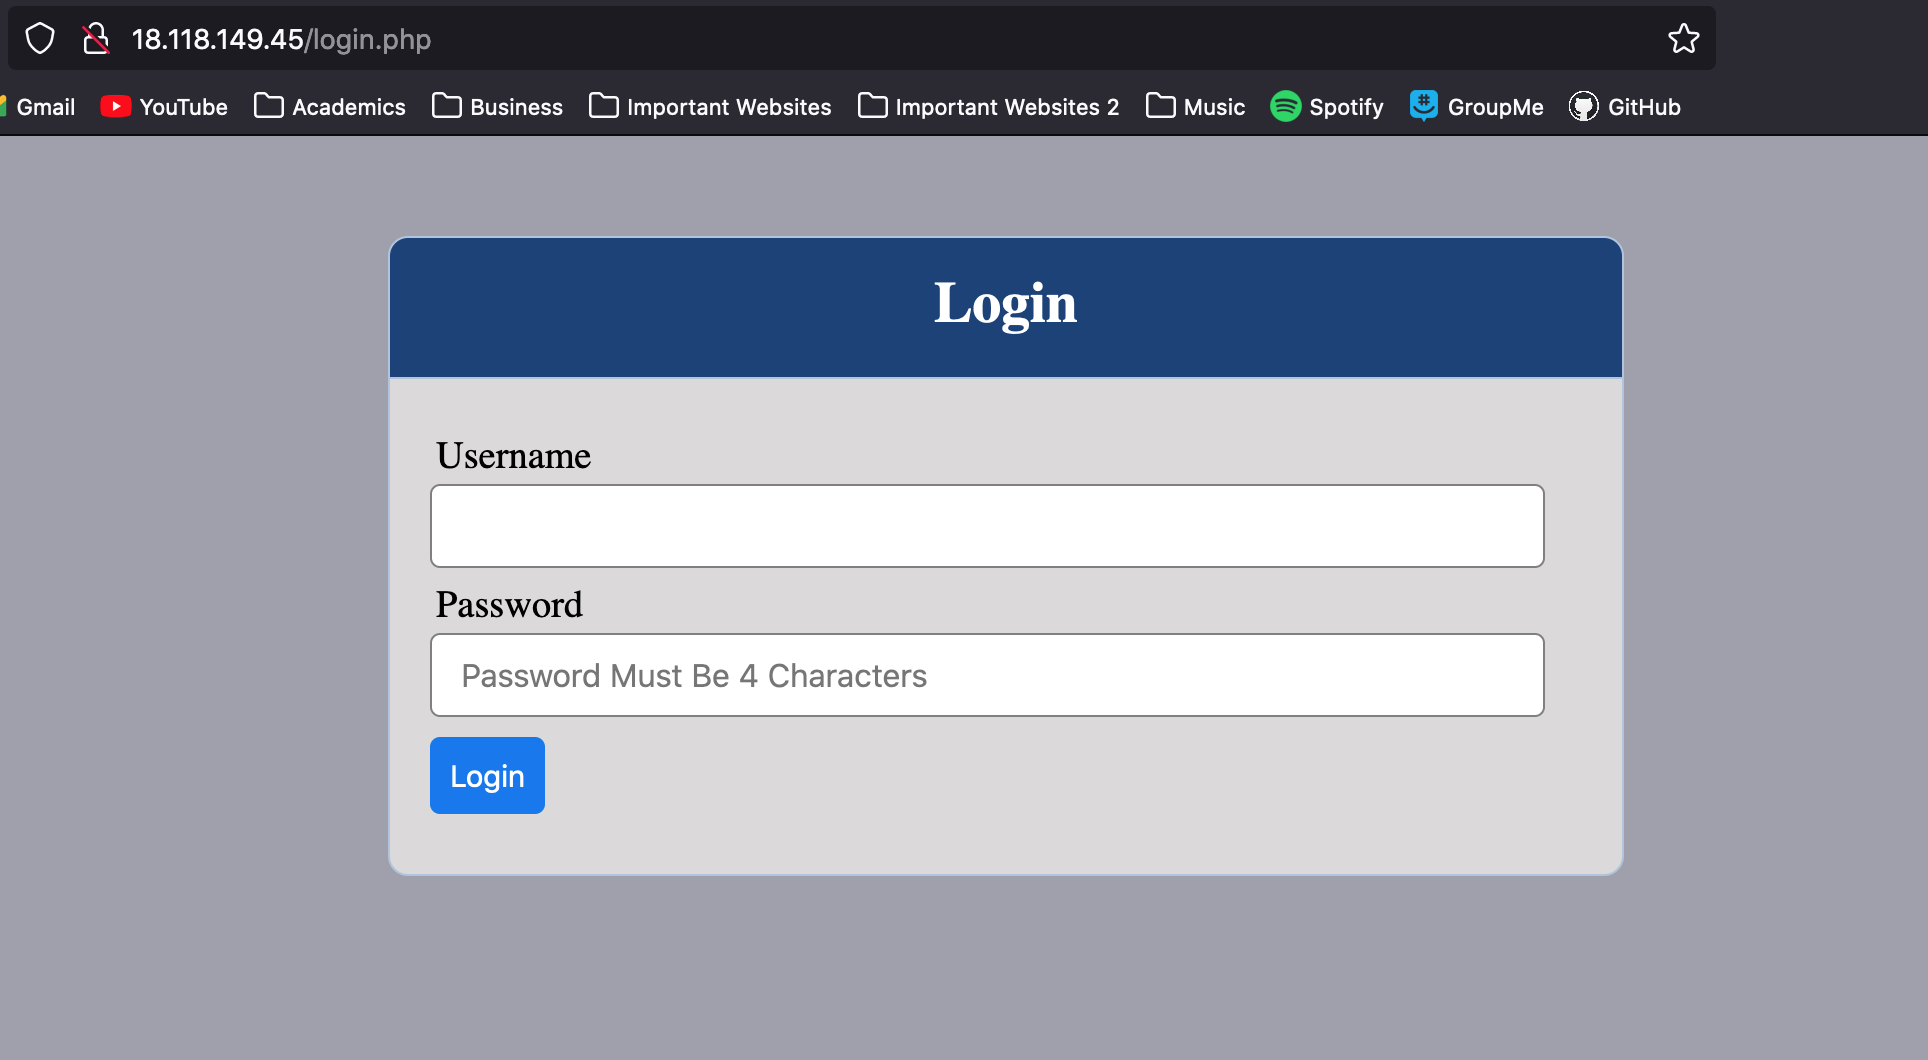 18.118.149.45/login.php
Gmail YouTube Academics Business Important Websites Important Websites 2 Music Spotify GroupMe GitHub
Login
Username
Password
Password Must Be 4 Characters
Login